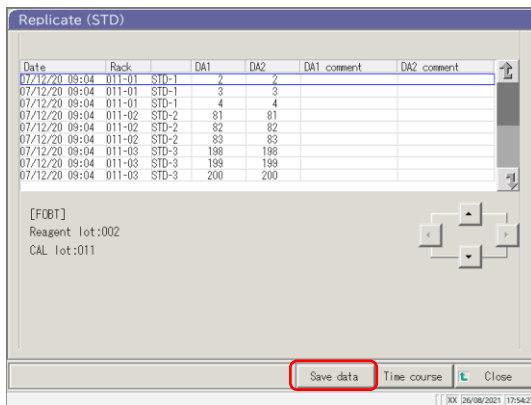 Replicate (STD)
Date Rack DA1 DA2 DA1 comment DA2 comment
07/12/20 09:04 011-01 STD-1 2 2
07/12/20 09:04 011-01 STD-1 3 3
07/12/20 09:04 011-01 STD-1 4 4
07/12/20 09:04 011-02 STD-2 81 81
07/12/20 09:04 011-02 STD-2 82 82
07/12/20 09:04 011-02 STD-2 83 83
07/12/20 09:04 011-03 STD-3 198 198
07/12/20 09:04 011-03 STD-3 199 199
07/12/20 09:04 011-03 STD-3 200 200
[FOBT]
Reagent lot:002
CAL lot:011
Save data Time course Close
XX 26/08/2021